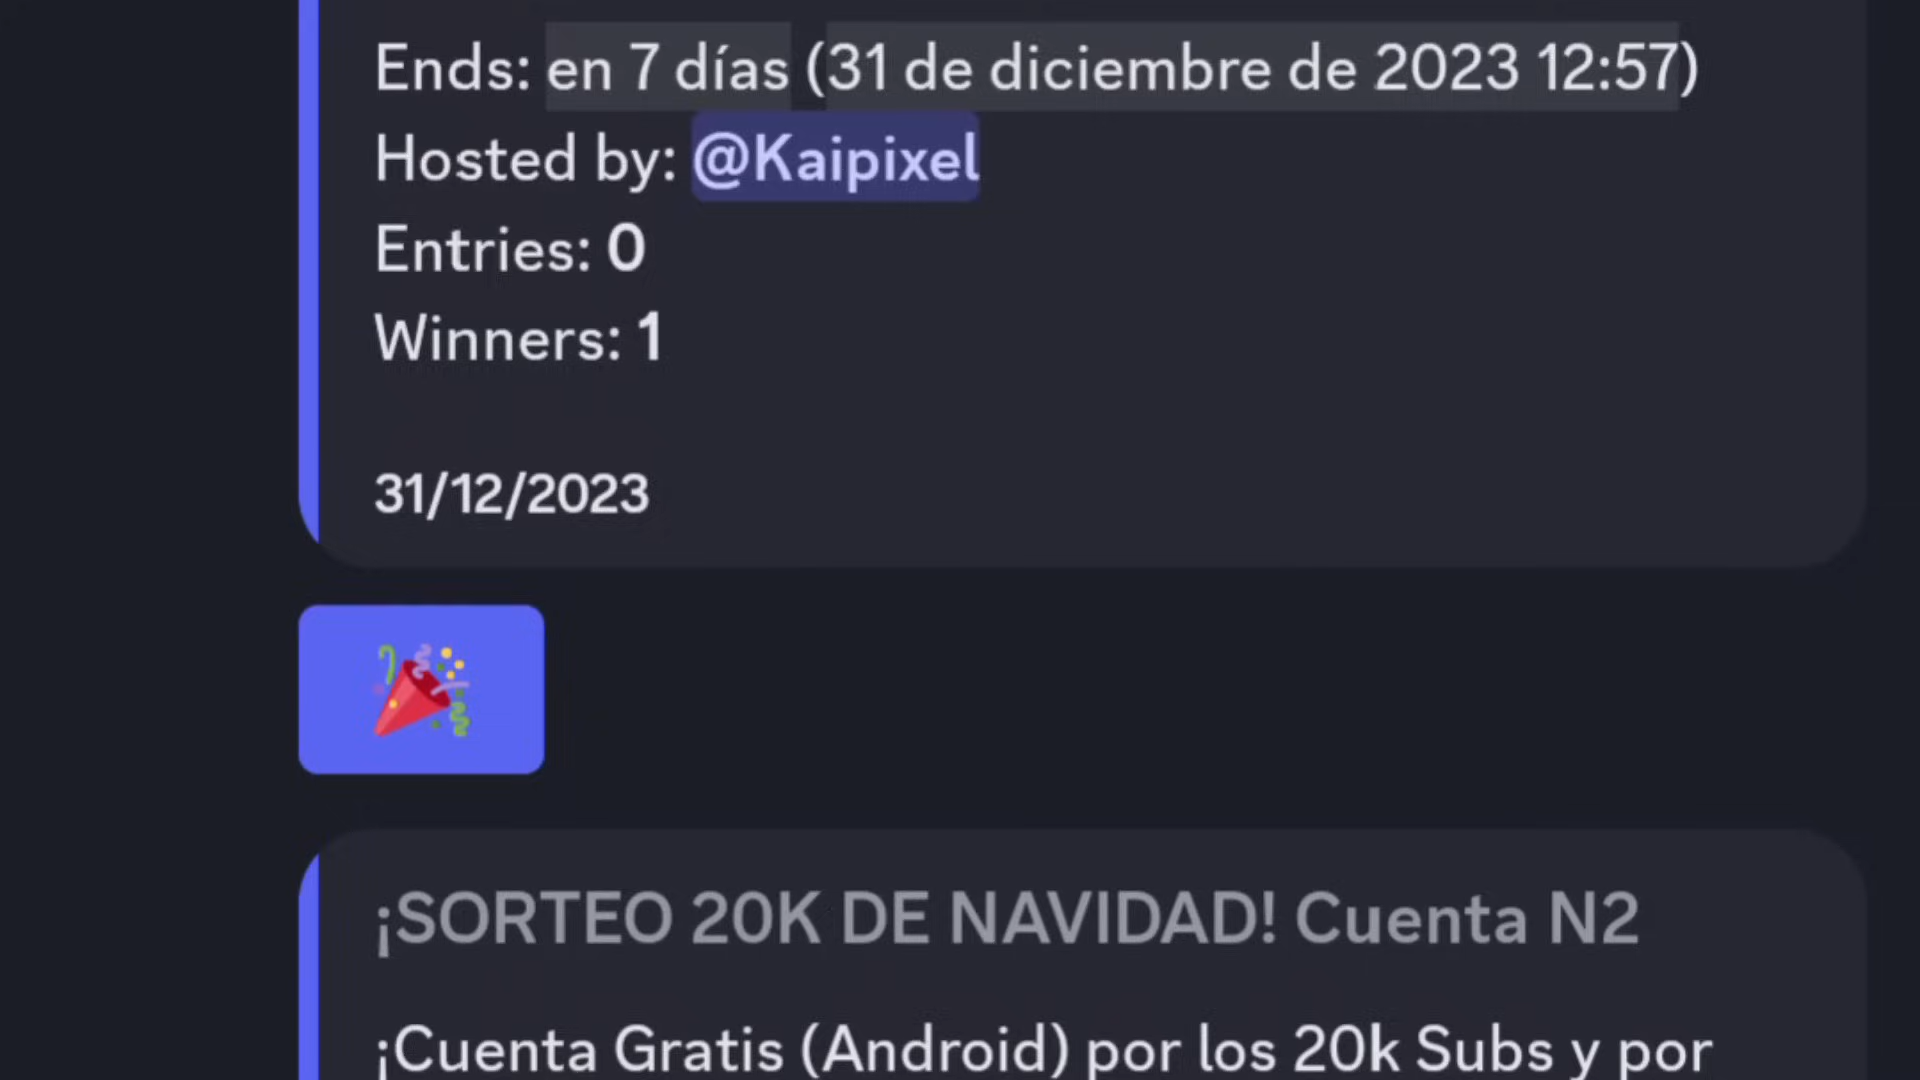 Ends: en 7 días (31 de diciembre de 2023 12:57)
Hosted by: @Kaipixel
Entries: 0
Winners: 1
31/12/2023
¡SORTEO 20K DE NAVIDAD! Cuenta N2
¡Cuenta Gratis (Android) por los 20k Subs y por